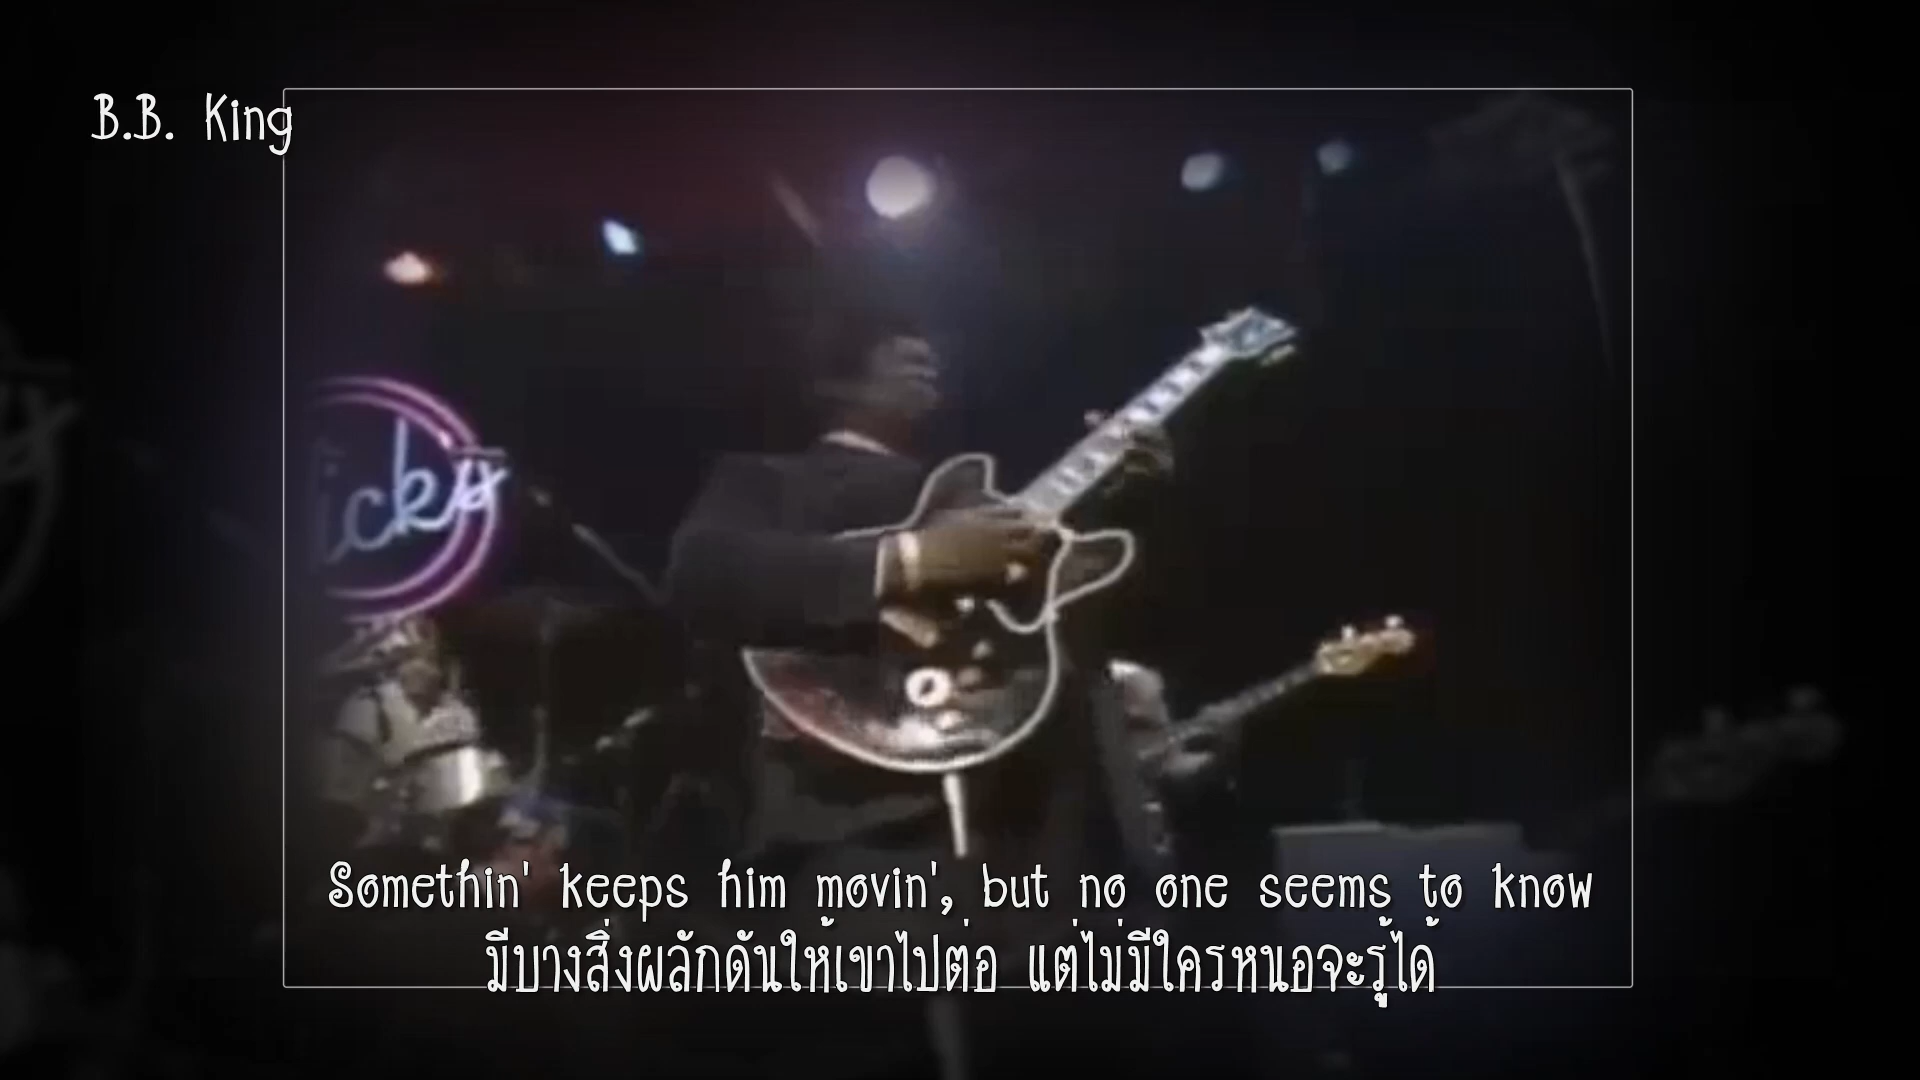 B.B. King
icky
Somethin' keeps him movin', but no one seems to know
มีบางสิ่งผลักดันให้เขาไปต่อ แต่ไม่มีใครหนอจะรู้ได้